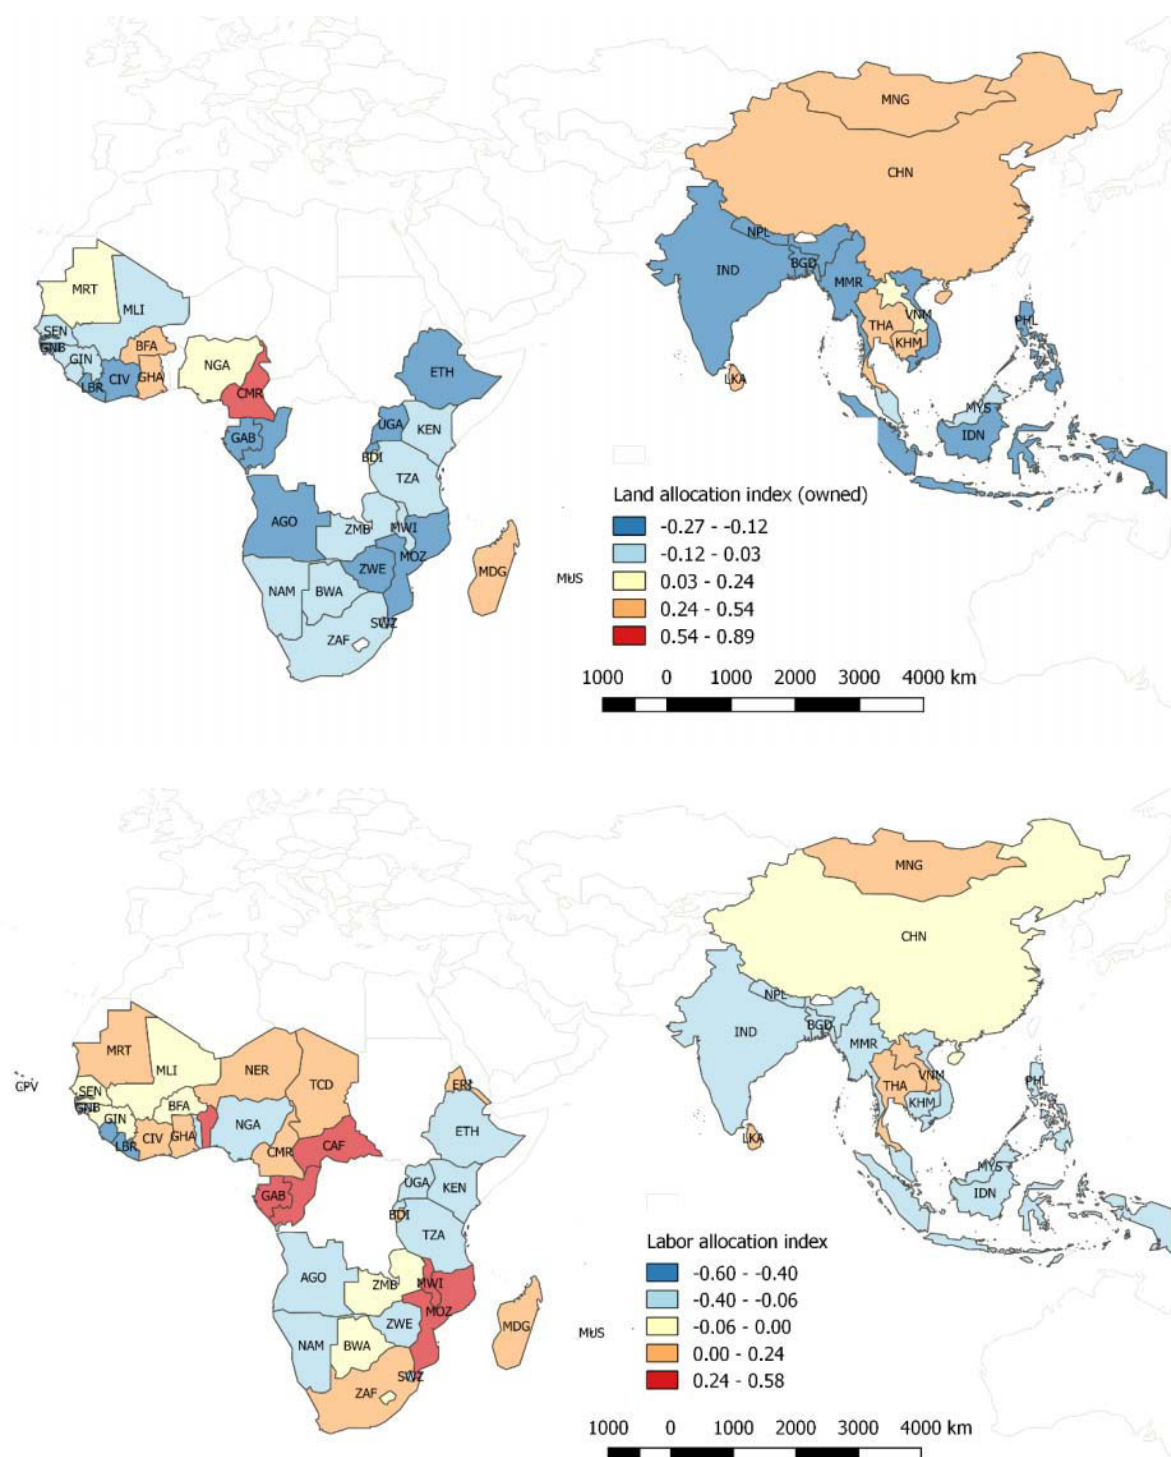 MNG
CHN
NPL
IND
BGD
MMR
VNM
THA
KHM
PHL
LKA
MYS
IDN
MRT
MLI
SEN
GNB
GIN
BFA
LBR
CIV
GHA
NGA
CMR
ETH
GAB
UGA
KEN
BDI
TZA
AGO
ZMB
MWI
MOZ
ZWE
NAM
BWA
MDG
SWZ
ZAF
MUS
Land allocation index (owned)
-0.27 - -0.12
-0.12 - 0.03
0.03 - 0.24
0.24 - 0.54
0.54 - 0.89
1000 0 1000 2000 3000 4000 km
MNG
CHN
NPL
IND
BGD
MMR
VNM
THA
KHM
PHL
LKA
MYS
IDN
CPV
MRT
MLI
NER
TCD
ERI
SEN
GNB
GIN
BFA
LBR
CIV
GHA
NGA
CMR
CAF
ETH
GAB
UGA
KEN
BDI
TZA
AGO
ZMB
MWI
MOZ
ZWE
NAM
BWA
MDG
SWZ
ZAF
MUS
Labor allocation index
-0.60 - -0.40
-0.40 - -0.06
-0.06 - 0.00
0.00 - 0.24
0.24 - 0.58
1000 0 1000 2000 3000 4000 km